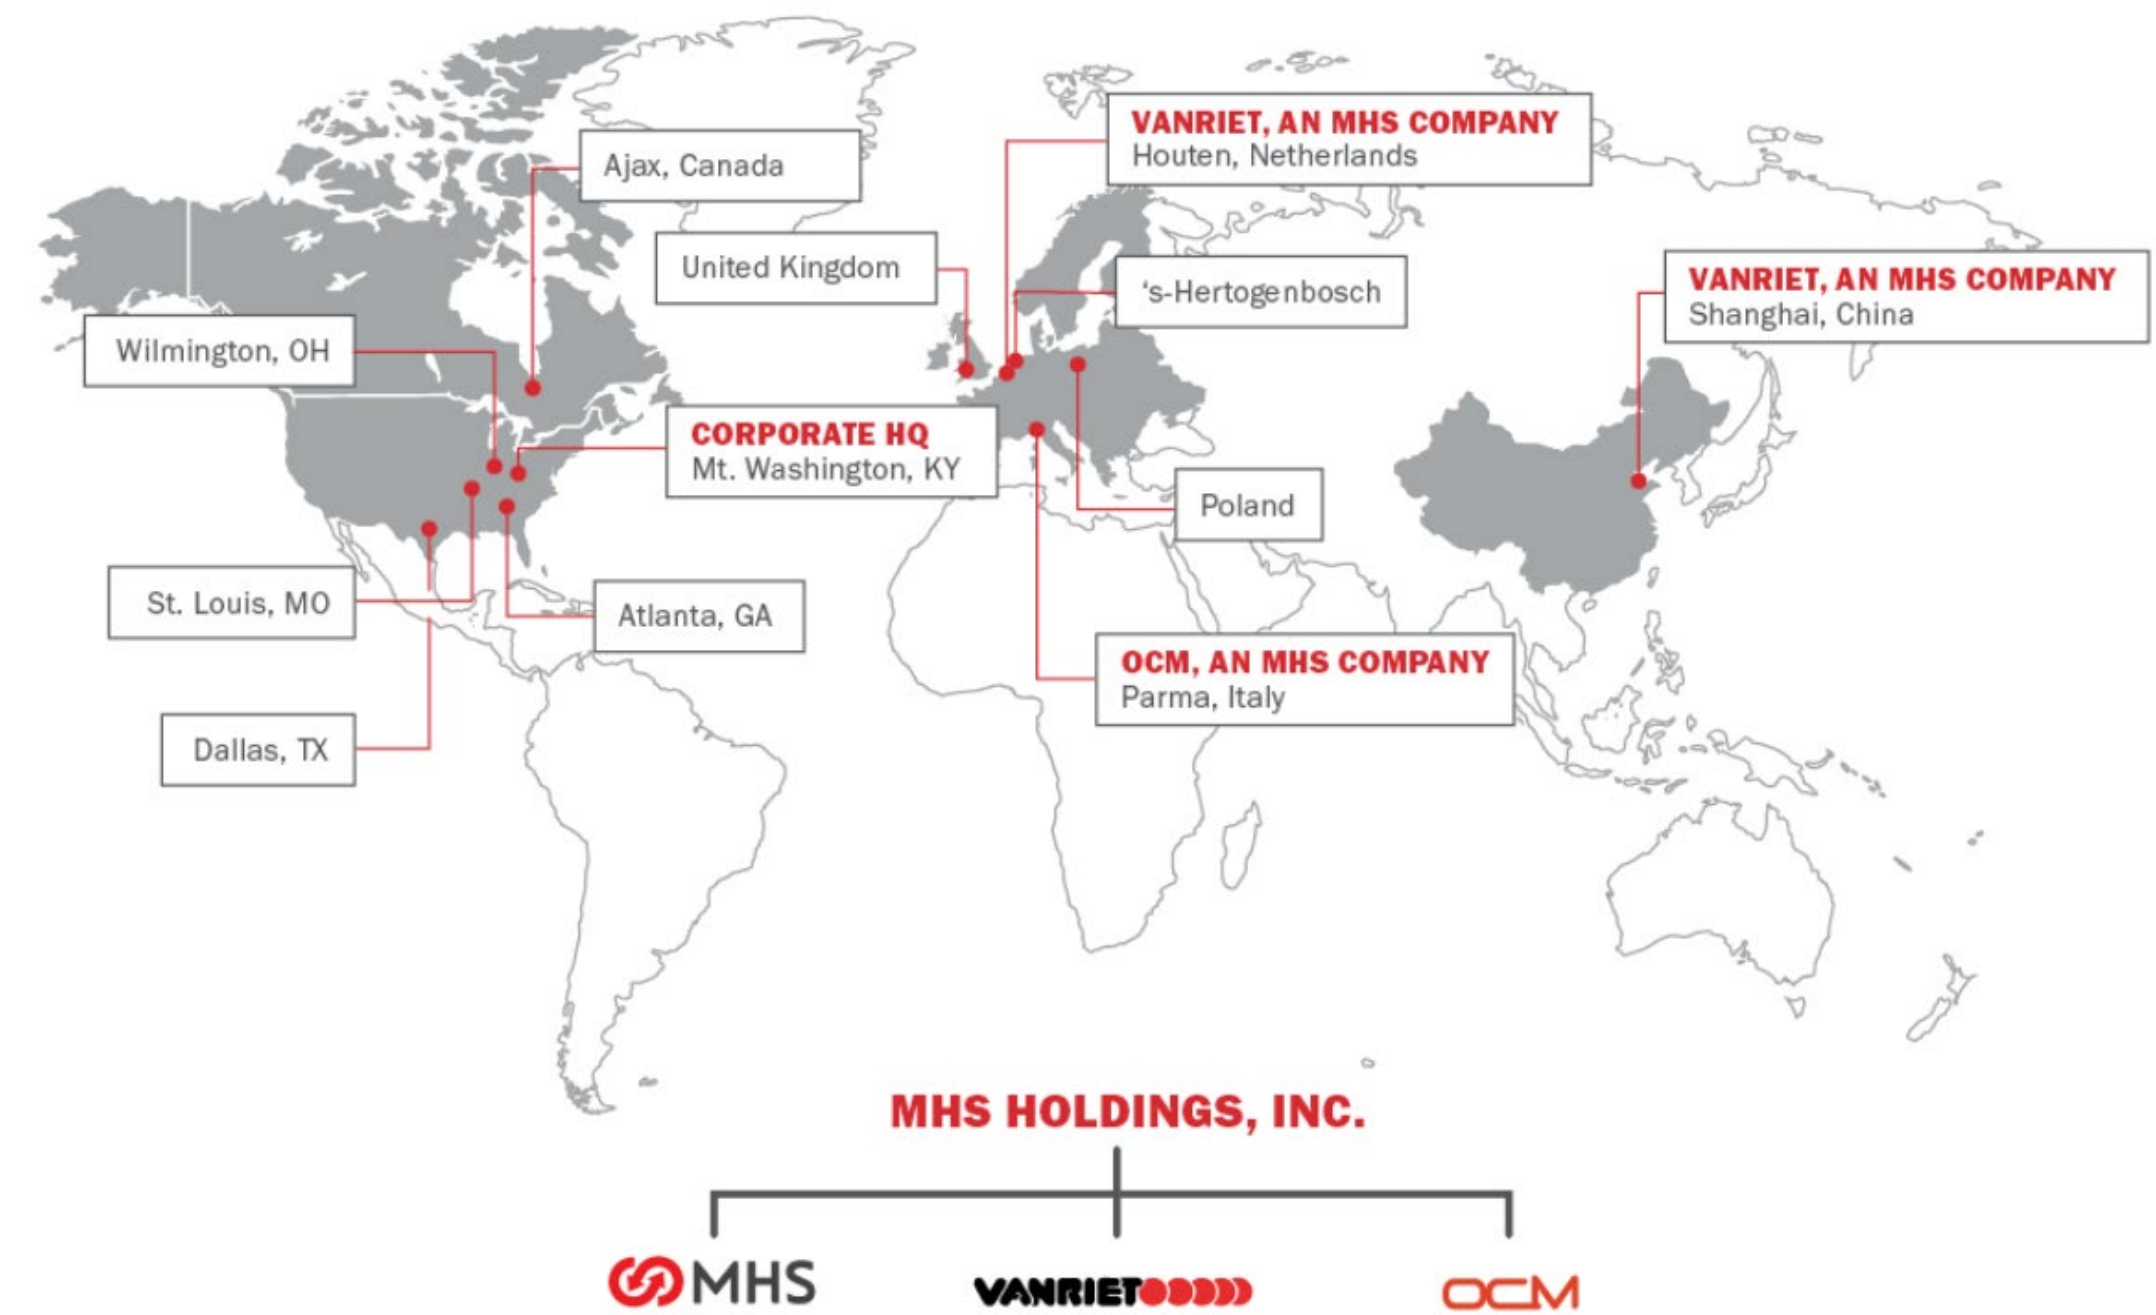 VANRIET, AN MHS COMPANY
Houten, Netherlands
Ajax, Canada
United Kingdom
‘s-Hertogenbosch
VANRIET, AN MHS COMPANY
Shanghai, China
Wilmington, OH
CORPORATE HQ
Mt. Washington, KY
Poland
St. Louis, MO
Atlanta, GA
OCM, AN MHS COMPANY
Parma, Italy
Dallas, TX
MHS HOLDINGS, INC.
MHS
VANRIET
OCM